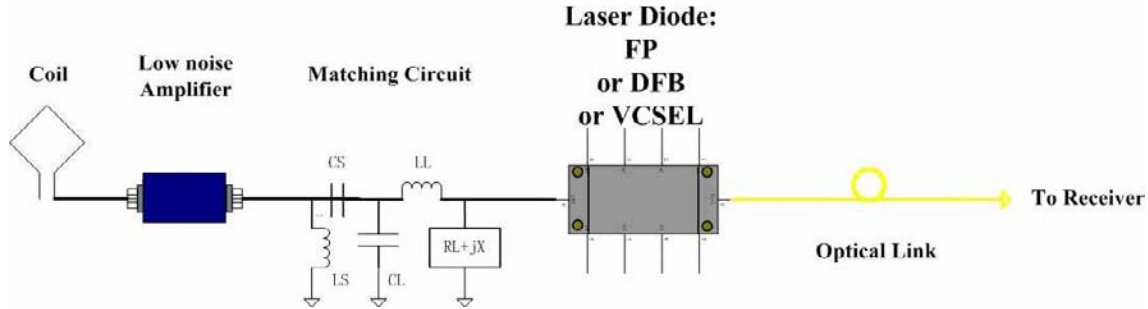 Laser Diode:
FP
or DFB
or VCSEL
Coil
Low noise
Amplifier
Matching Circuit
CS
LL
LS
CL
RL+jX
To Receiver
Optical Link